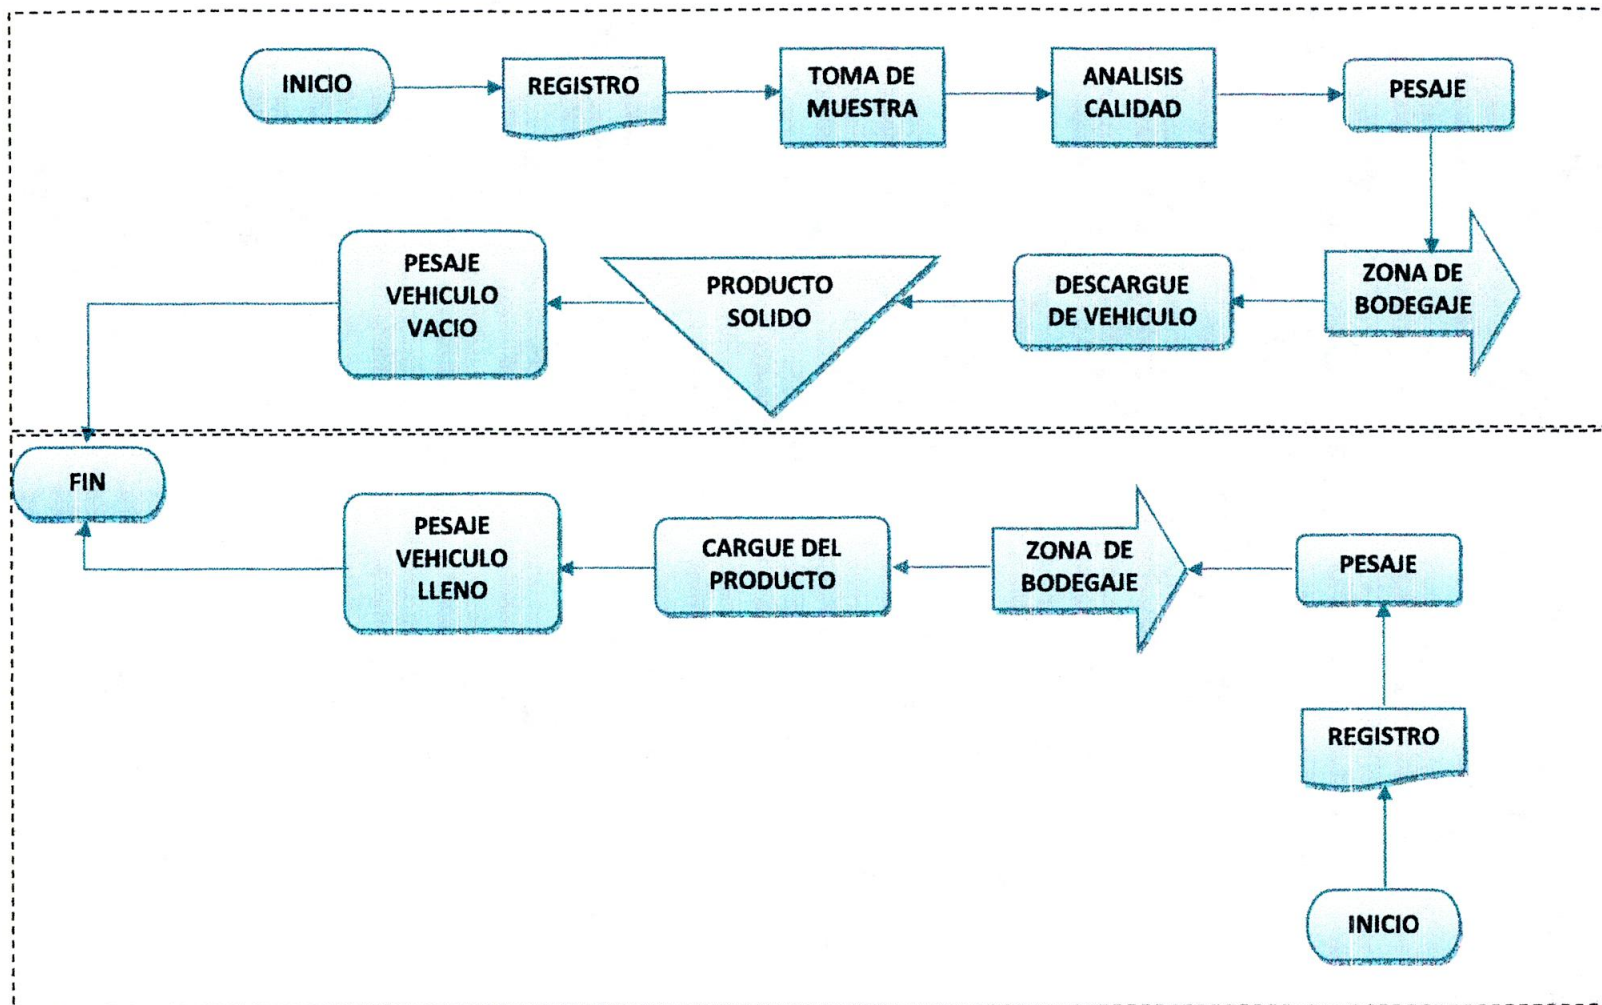 INICIO
REGISTRO
TOMA DE
MUESTRA
ANALISIS
CALIDAD
PESAJE
ZONA DE
BODEGAJE
DESCARGUE
DE VEHICULO
PRODUCTO
SOLIDO
PESAJE
VEHICULO
VACIO
FIN
PESAJE
VEHICULO
LLENO
CARGUE DEL
PRODUCTO
ZONA DE
BODEGAJE
PESAJE
REGISTRO
INICIO